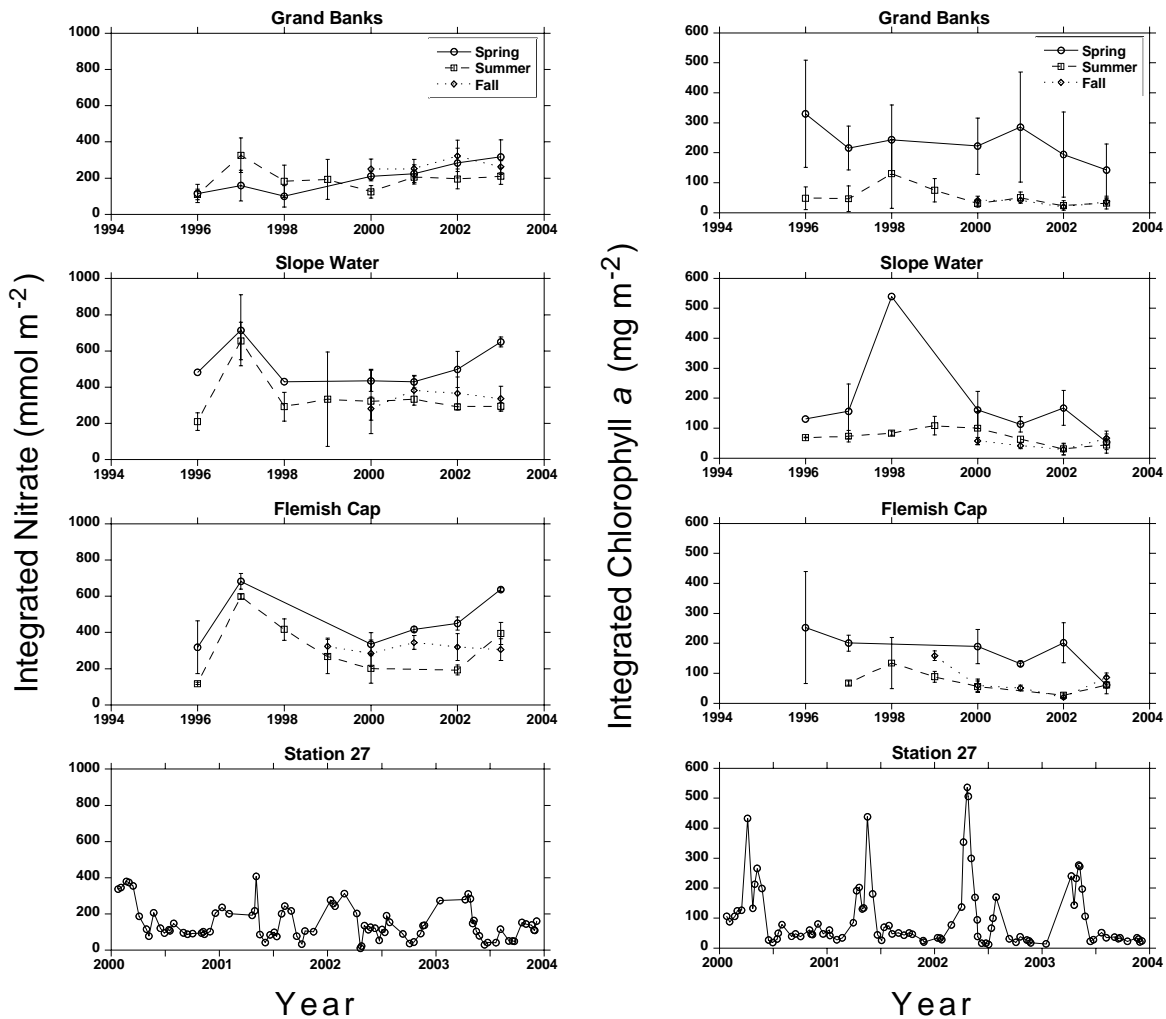 Grand Banks
1000
800
600
400
200
0
1994 1996 1998 2000 2002 2004
Spring
Summer
Fall
Slope Water
1000
800
600
400
200
0
1994 1996 1998 2000 2002 2004
Flemish Cap
1000
800
600
400
200
0
1994 1996 1998 2000 2002 2004
Station 27
1000
800
600
400
200
0
2000 2001 2002 2003 2004
Integrated Nitrate (mmol m⁻²)
Year
Grand Banks
600
500
400
300
200
100
0
1994 1996 1998 2000 2002 2004
Spring
Summer
Fall
Slope Water
600
500
400
300
200
100
0
1994 1996 1998 2000 2002 2004
Flemish Cap
600
500
400
300
200
100
0
1994 1996 1998 2000 2002 2004
Station 27
600
500
400
300
200
100
0
2000 2001 2002 2003 2004
Integrated Chlorophyll a (mg m⁻²)
Year